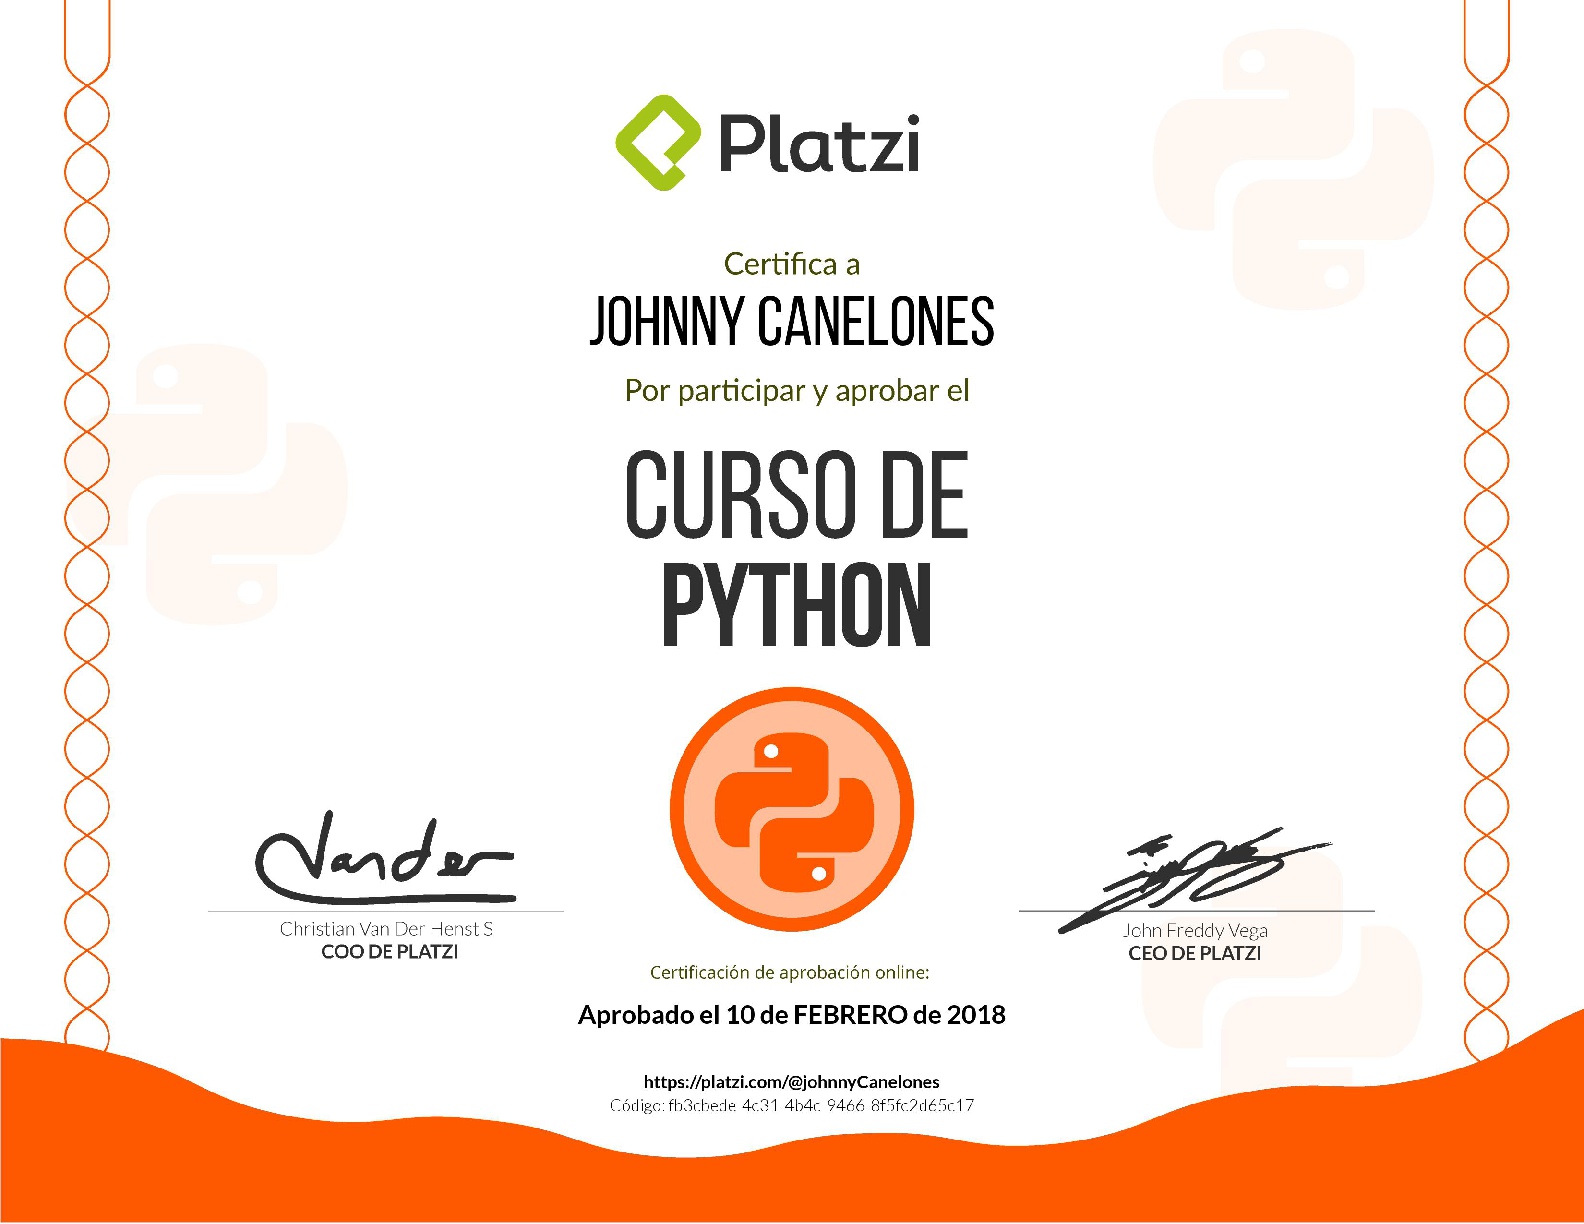 Platzi
Certifica a
JOHNNY CANELONES
Por participar y aprobar el
CURSO DE
PYTHON
Vander
Christian Van Der Henst S
COO DE PLATZI
John Freddy Vega
CEO DE PLATZI
Certificación de aprobación online:
Aprobado el 10 de FEBRERO de 2018
https://platzi.com/@johnnyCanelones
Código: fb3cbede-4c31-4b4c-9466-8f5fc2d65c17